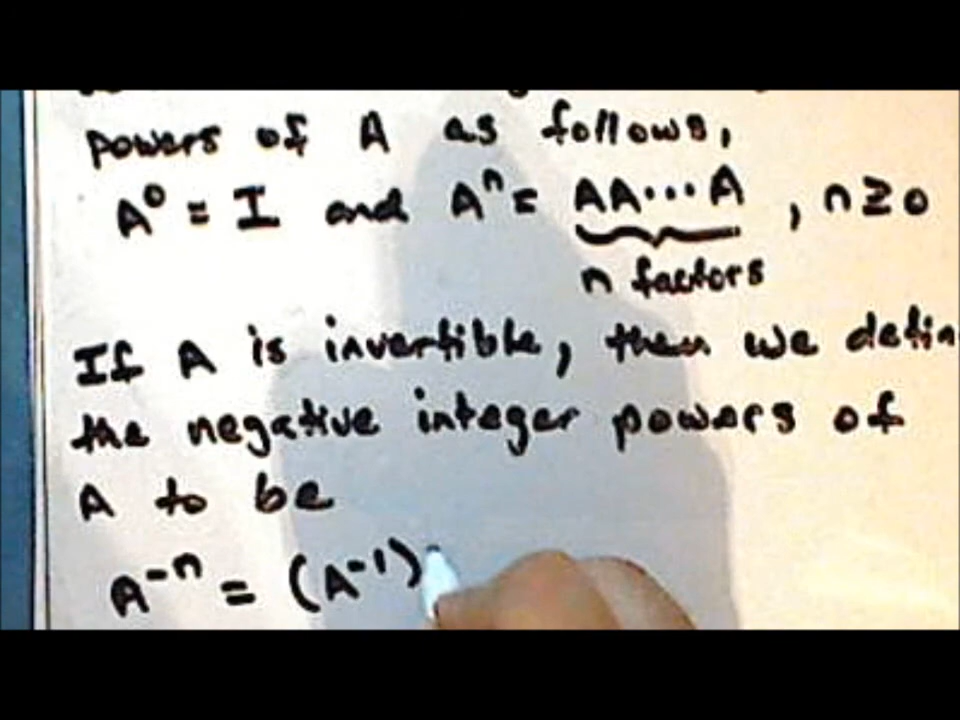 powers of A as follows,
A⁰ = I and Aⁿ = AA···A , n ≥ 0
n factors
If A is invertible, then we defin
the negative integer powers of
A to be
A⁻ⁿ = (A⁻¹)